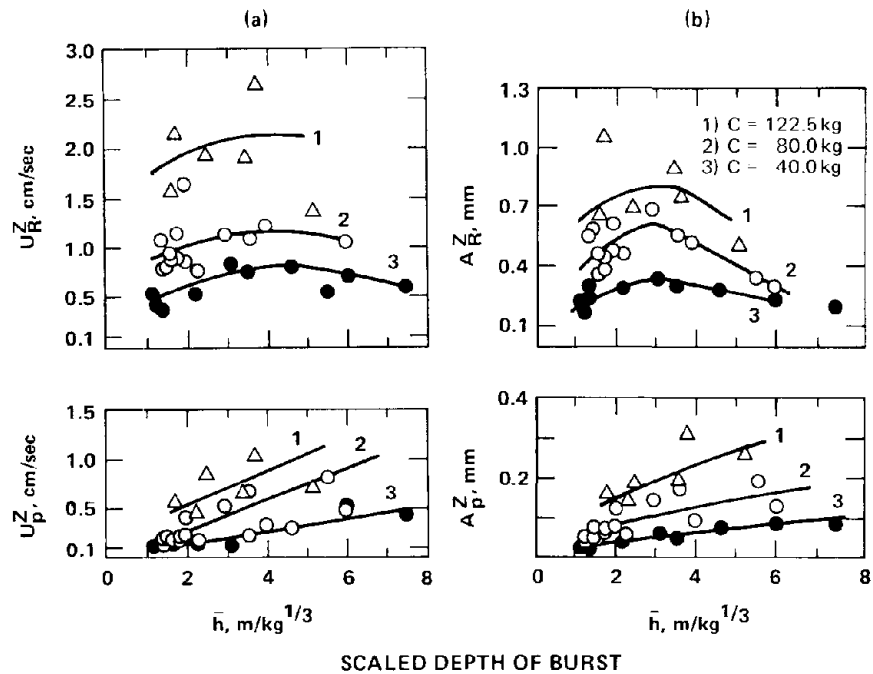 (a)
(b)
3.0
2.5
2.0
1.5
1.0
0.5
0.1
U_R^Z, cm/sec
1
2
3
1.3
1.0
0.7
0.4
0.1
A_R^Z, mm
1) C = 122.5 kg
2) C = 80.0 kg
3) C – 40.0 kg
1
2
3
1.5
1.0
0.5
0.1
U_p^Z, cm/sec
1
2
3
0 2 4 6 8
h̄, m/kg^1/3
0.4
0.2
A_p^Z, mm
1
2
3
0 2 4 6 8
h̄, m/kg^1/3
SCALED DEPTH OF BURST